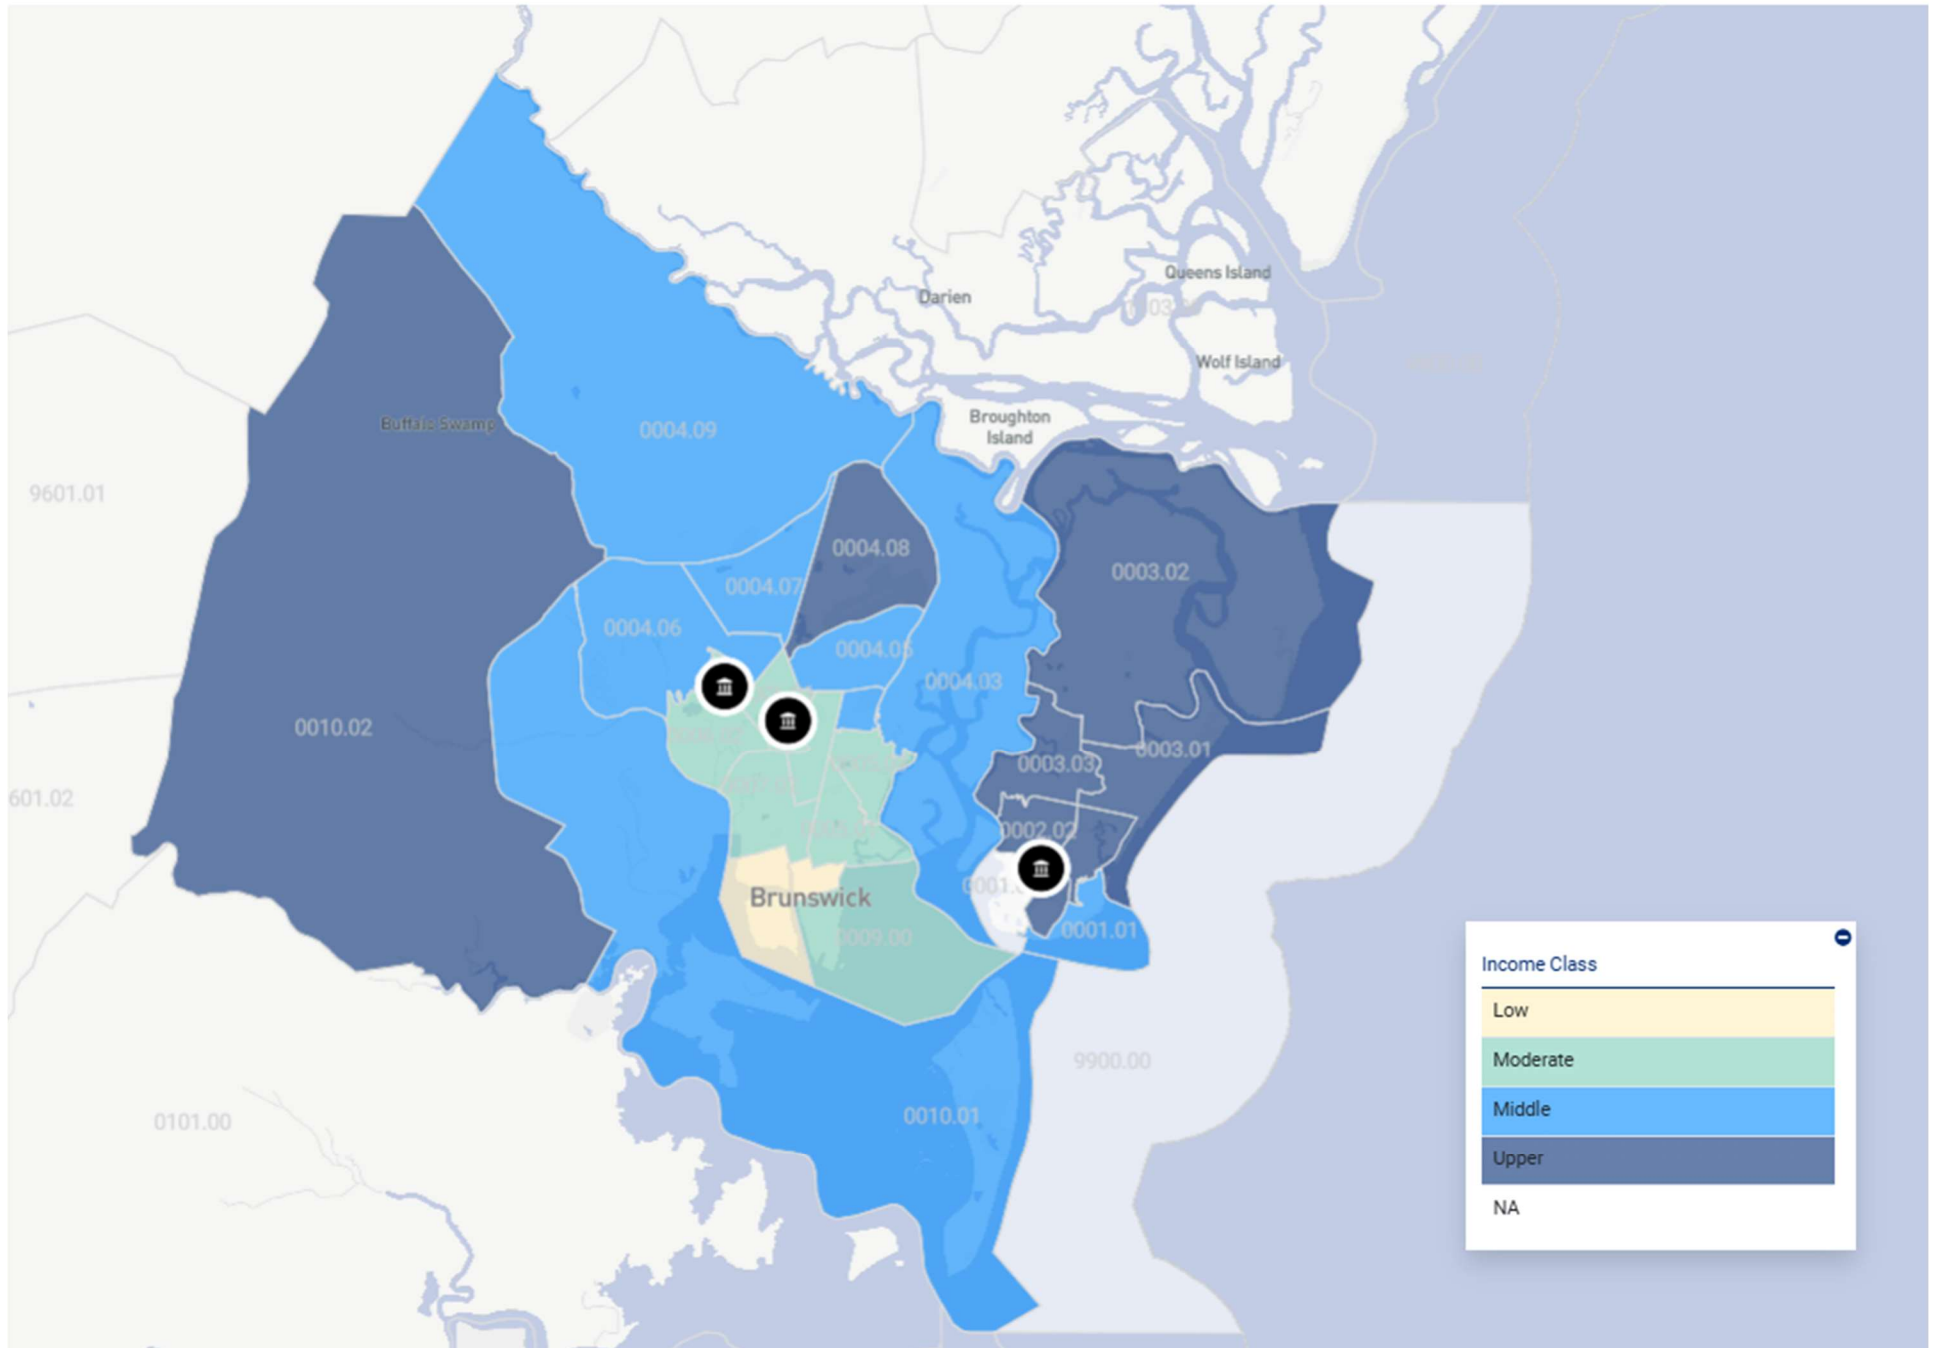 Queens Island
Darien
Wolf Island
Broughton
Island
Buffalo Swamp
0004.09
9601.01
0004.08
0003.02
0004.07
0004.06
0004.05
0004.03
0010.02
0003.01
0003.03
601.02
0002.02
Brunswick
0009.00
0001.01
9900.00
0101.00
0010.01
Income Class
Low
Moderate
Middle
Upper
NA